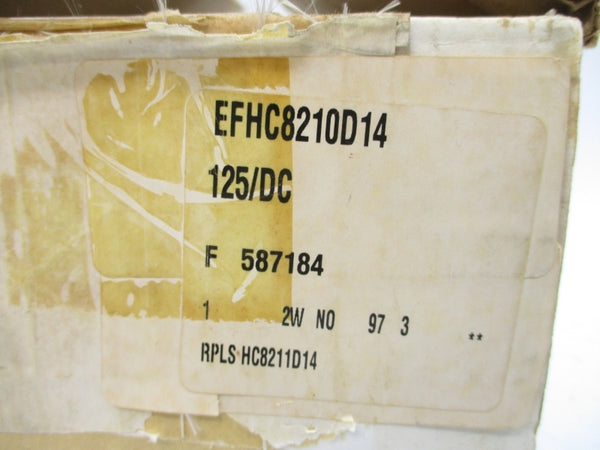 EFHC8210D14
125/DC
F 587184
1 2W NO 97 3 **
RPLS HC8211D14